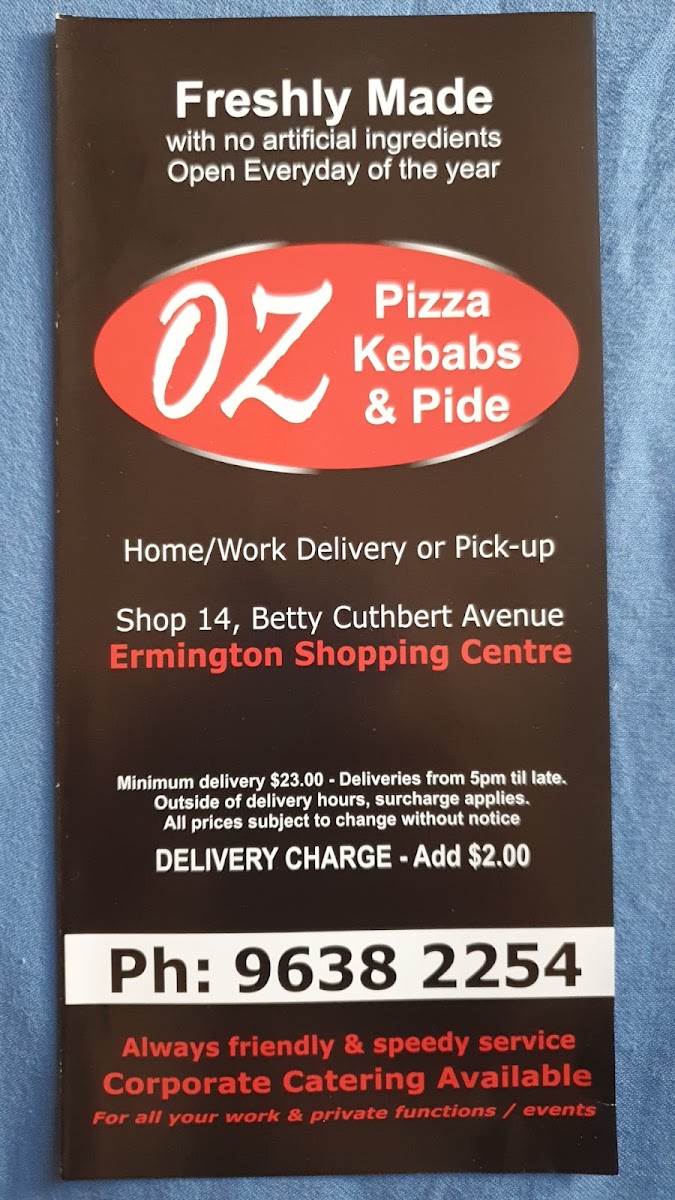 Freshly Made
with no artificial ingredients
Open Everyday of the year
OZ
Pizza
Kebabs
& Pide
Home/Work Delivery or Pick-up
Shop 14, Betty Cuthbert Avenue
Ermington Shopping Centre
Minimum delivery $23.00 - Deliveries from 5pm til late.
Outside of delivery hours, surcharge applies.
All prices subject to change without notice
DELIVERY CHARGE - Add $2.00
Ph: 9638 2254
Always friendly & speedy service
Corporate Catering Available
For all your work & private functions / events